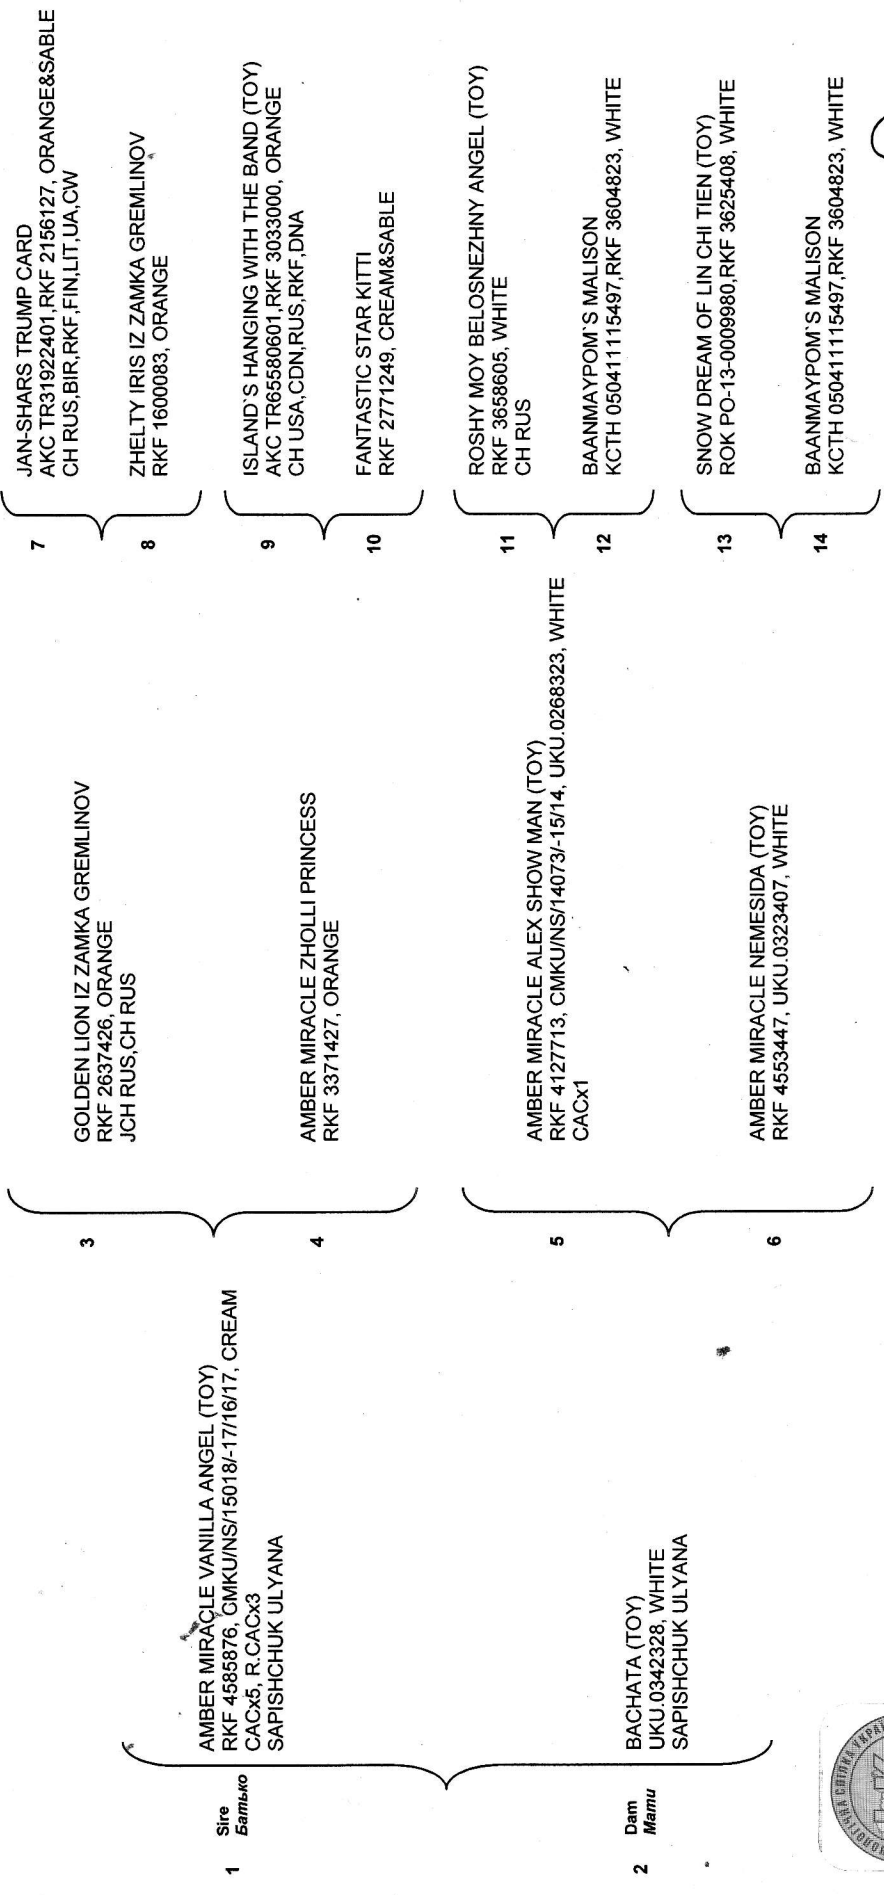 1
Sire
Батько
AMBER MIRACLE VANILLA ANGEL (TOY)
RKF 4585876, CMKU/NS/15018/-17/16/17, CREAM
CACx5, R.CACx3
SAPISHCHUK ULYANA
2
Dam
Мати
BACHATA (TOY)
UKU.0342328, WHITE
SAPISHCHUK ULYANA
3
GOLDEN LION IZ ZAMKA GREMLINOV
RKF 2637426, ORANGE
JCH RUS,CH RUS
4
AMBER MIRACLE ZHOLLI PRINCESS
RKF 3371427, ORANGE
5
AMBER MIRACLE ALEX SHOW MAN (TOY)
RKF 4127713, CMKU/NS/14073/-15/14, UKU.0268323, WHITE
CACx1
6
AMBER MIRACLE NEMESIDA (TOY)
RKF 4553447, UKU.0323407, WHITE
7
JAN-SHARS TRUMP CARD
AKC TR31922401,RKF 2156127, ORANGE&SABLE
CH RUS,BIR,RKF,FIN,LIT,UA,CW
8
ZHELTY IRIS IZ ZAMKA GREMLINOV
RKF 1600083, ORANGE
9
ISLAND`S HANGING WITH THE BAND (TOY)
AKC TR65580601,RKF 3033000, ORANGE
CH USA,CDN,RUS,RKF,DNA
10
FANTASTIC STAR KITTI
RKF 2771249, CREAM&SABLE
11
ROSHY MOY BELOSNEZHNY ANGEL (TOY)
RKF 3658605, WHITE
CH RUS
12
BAANMAYPOM`S MALISON
KCTH 050411115497,RKF 3604823, WHITE
13
SNOW DREAM OF LIN CHI TIEN (TOY)
ROK PO-13-0009980,RKF 3625408, WHITE
14
BAANMAYPOM`S MALISON
KCTH 050411115497,RKF 3604823, WHITE
СПІЛКА